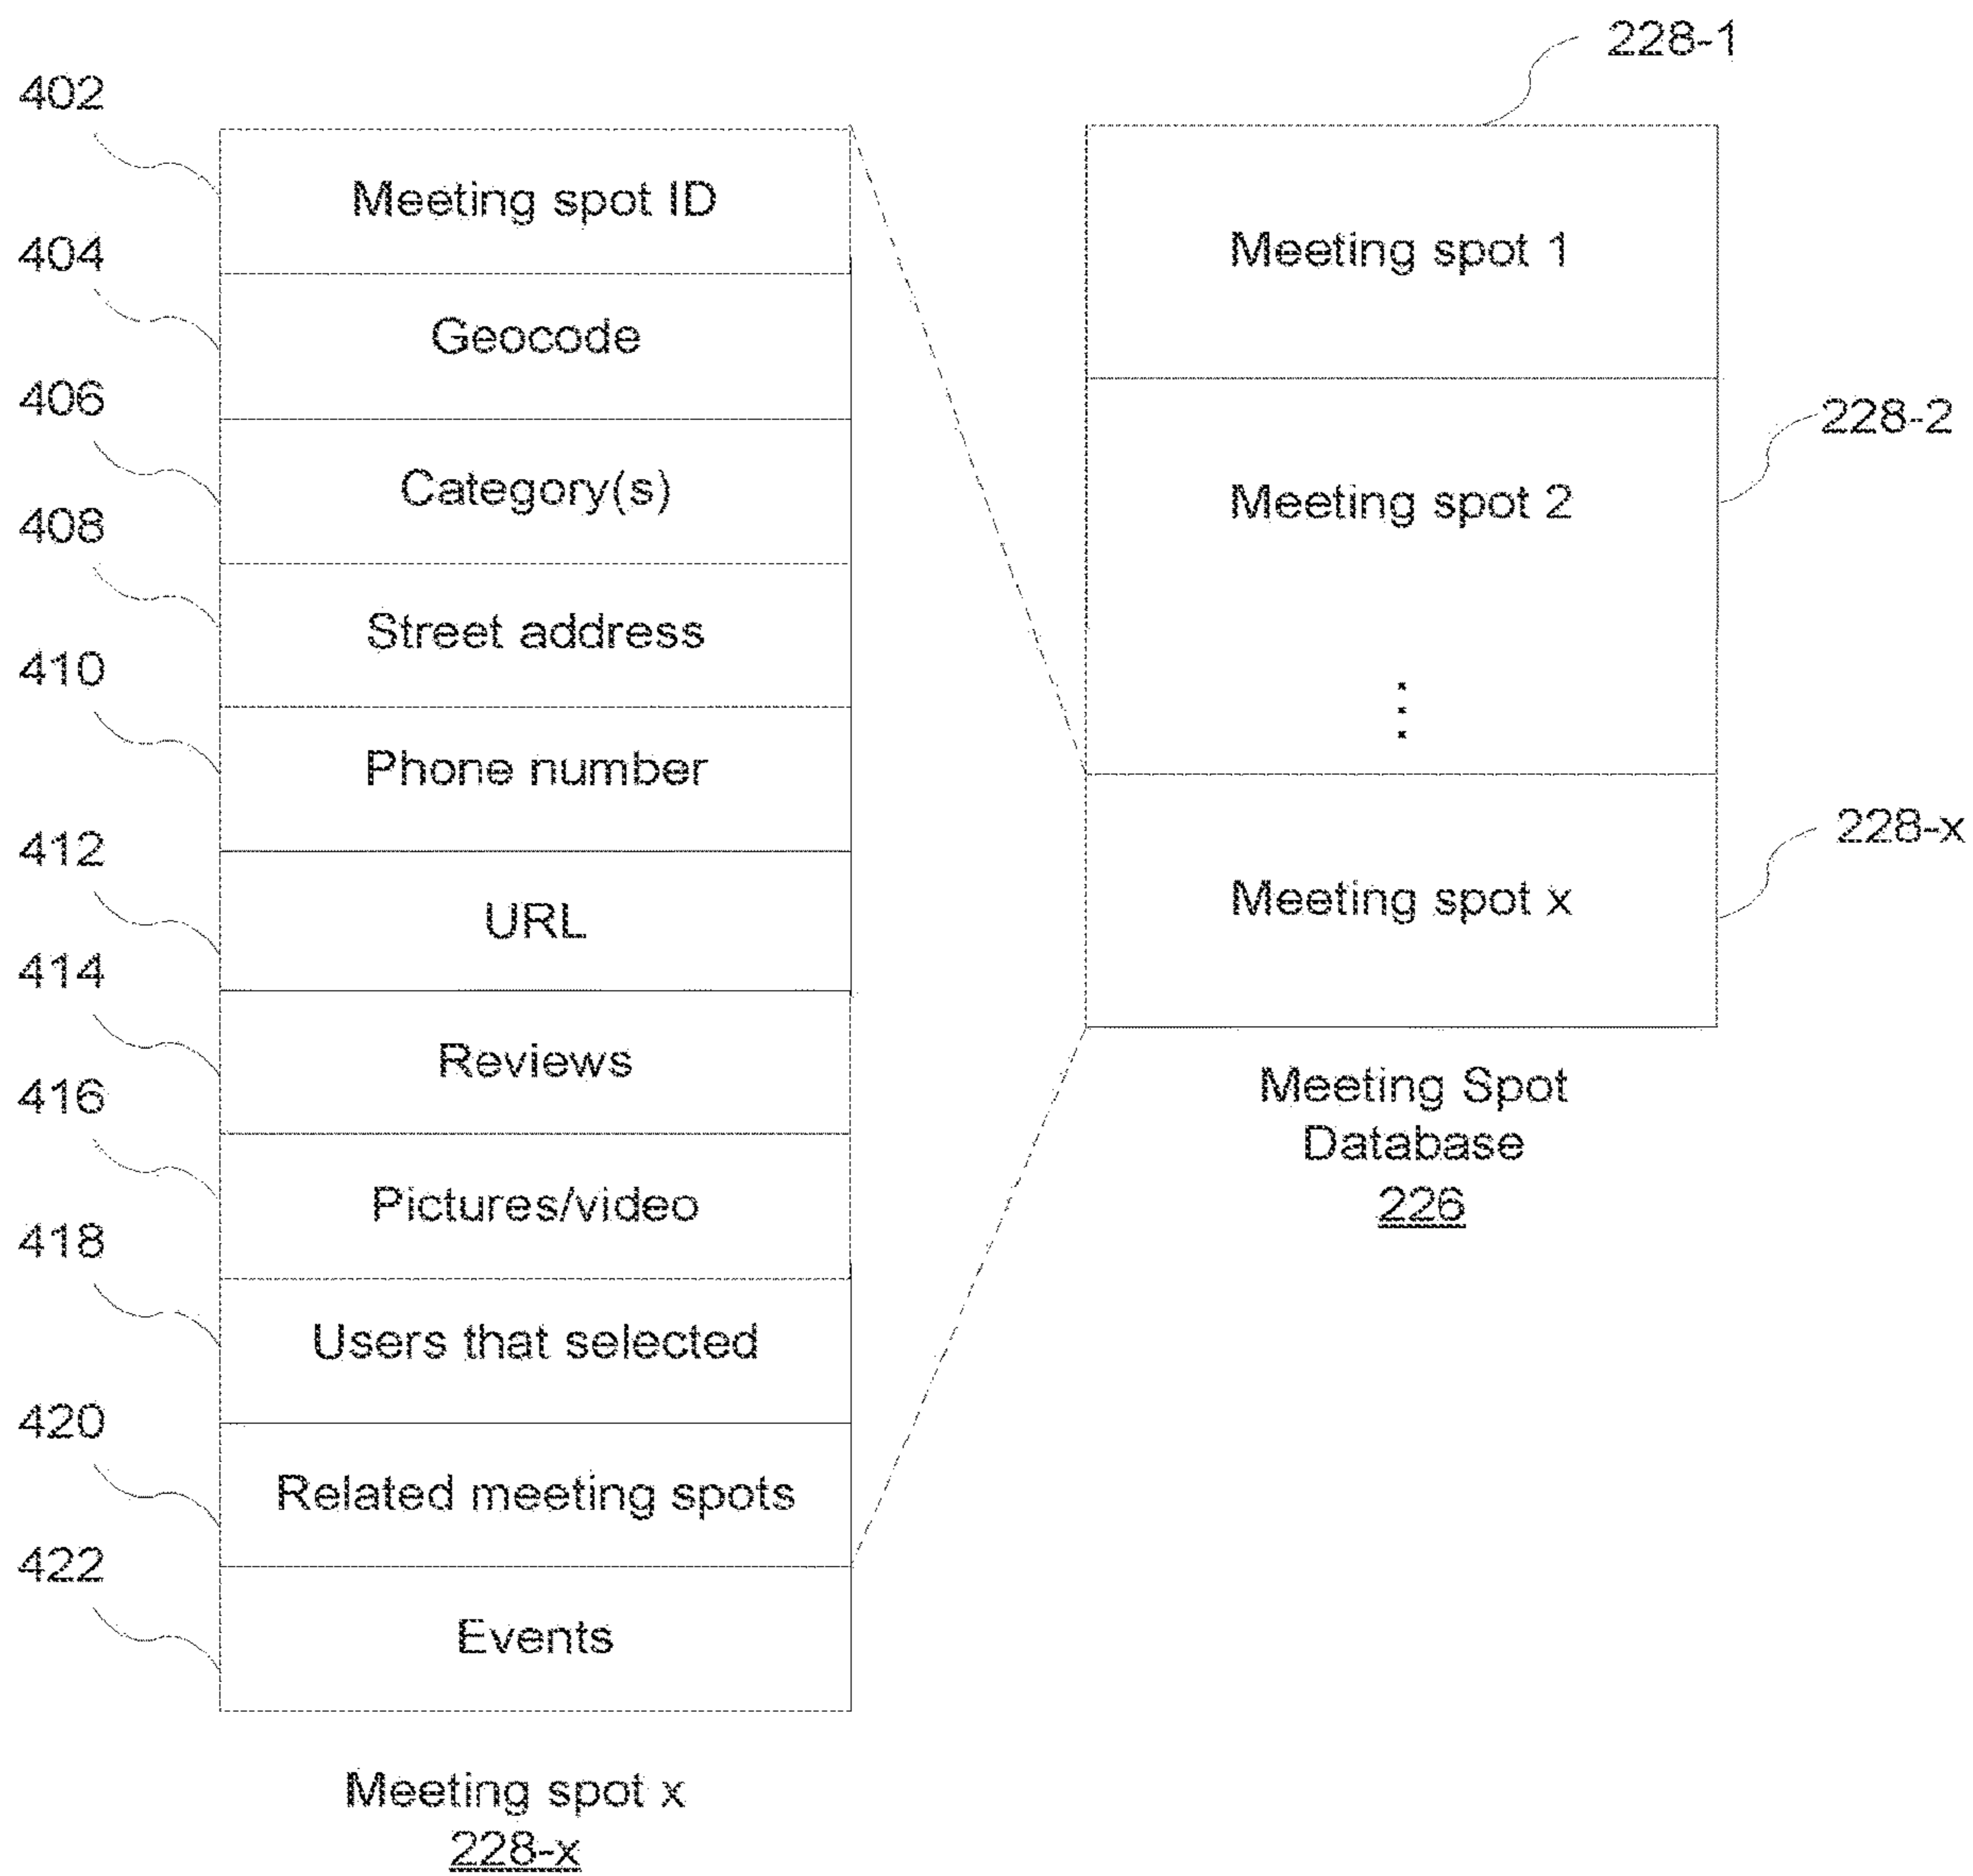 402
Meeting spot ID
404
Geocode
406
Category(s)
408
Street address
410
Phone number
412
URL
414
Reviews
416
Pictures/video
418
Users that selected
420
Related meeting spots
422
Events
Meeting spot x
228-x
228-1
Meeting spot 1
228-2
Meeting spot 2
228-x
Meeting spot x
Meeting Spot
Database
226